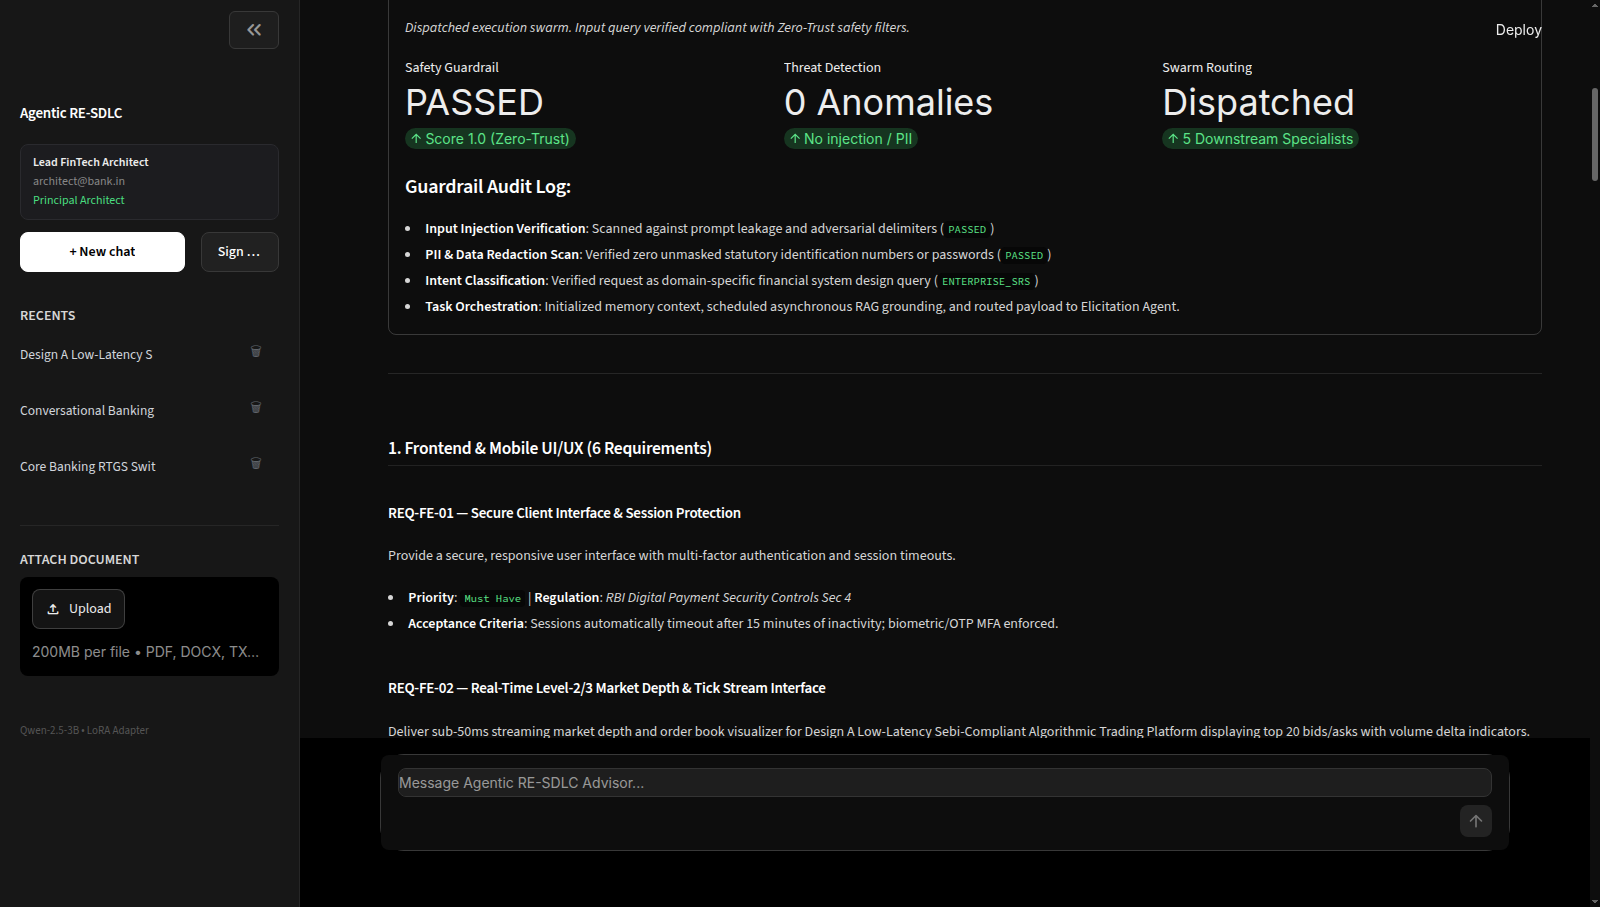 Agentic RE-SDLC
Lead FinTech Architect
architect@bank.in
Principal Architect
+ New chat
Sign ...
RECENTS
Design A Low-Latency S
Conversational Banking
Core Banking RTGS Swit
ATTACH DOCUMENT
Upload
200MB per file • PDF, DOCX, TX...
Qwen-2.5-3B • LoRA Adapter
Deploy
Dispatched execution swarm. Input query verified compliant with Zero-Trust safety filters.
Safety Guardrail
PASSED
↑ Score 1.0 (Zero-Trust)
Threat Detection
0 Anomalies
↑ No injection / PII
Swarm Routing
Dispatched
↑ 5 Downstream Specialists
Guardrail Audit Log:
• Input Injection Verification: Scanned against prompt leakage and adversarial delimiters ( PASSED )
• PII & Data Redaction Scan: Verified zero unmasked statutory identification numbers or passwords ( PASSED )
• Intent Classification: Verified request as domain-specific financial system design query ( ENTERPRISE_SRS )
• Task Orchestration: Initialized memory context, scheduled asynchronous RAG grounding, and routed payload to Elicitation Agent.
1. Frontend & Mobile UI/UX (6 Requirements)
REQ-FE-01 — Secure Client Interface & Session Protection
Provide a secure, responsive user interface with multi-factor authentication and session timeouts.
• Priority: Must Have | Regulation: RBI Digital Payment Security Controls Sec 4
• Acceptance Criteria: Sessions automatically timeout after 15 minutes of inactivity; biometric/OTP MFA enforced.
REQ-FE-02 — Real-Time Level-2/3 Market Depth & Tick Stream Interface
Deliver sub-50ms streaming market depth and order book visualizer for Design A Low-Latency Sebi-Compliant Algorithmic Trading Platform displaying top 20 bids/asks with volume delta indicators.
Message Agentic RE-SDLC Advisor...